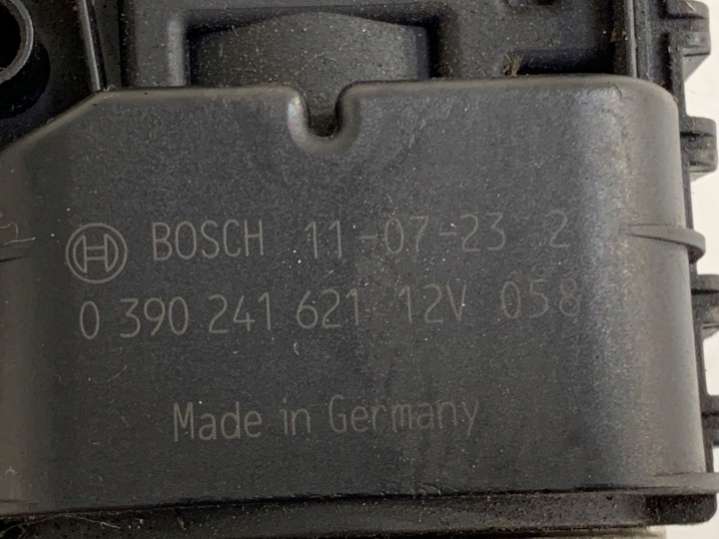 BOSCH 11-07-23 2
0 390 241 621 12V 058
Made in Germany